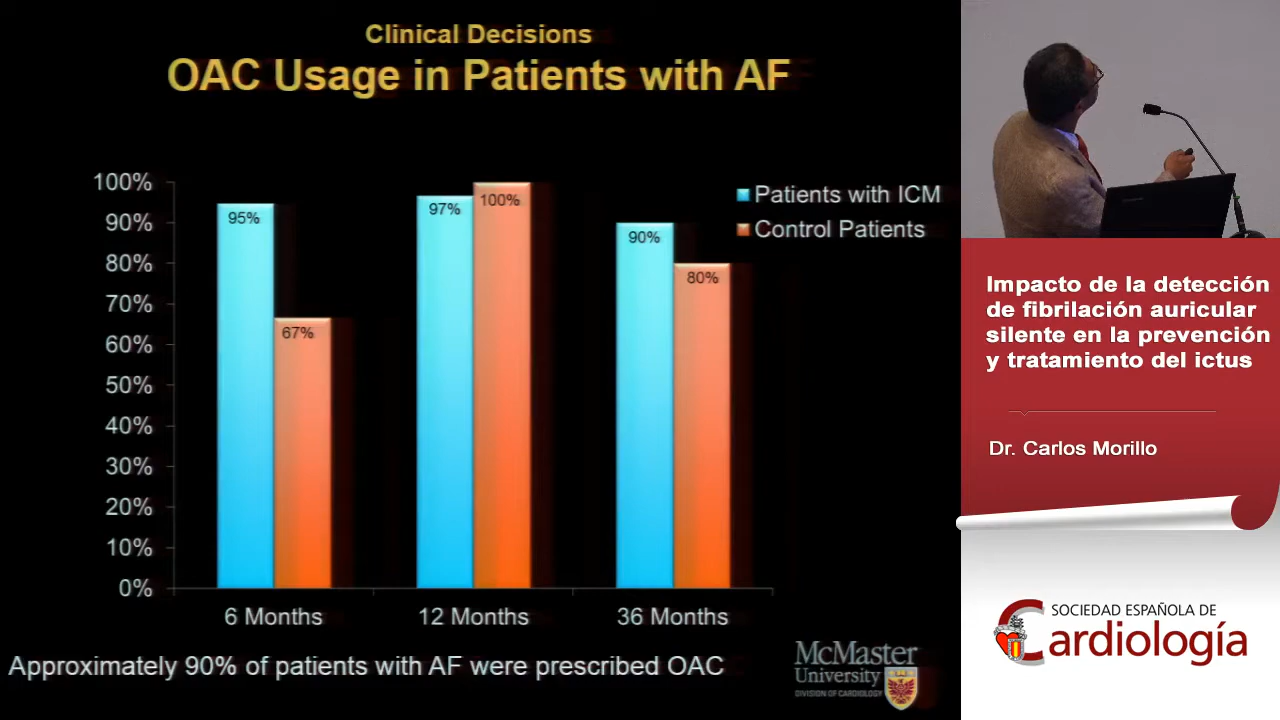 Clinical Decisions
OAC Usage in Patients with AF
100%
90%
80%
70%
60%
50%
40%
30%
20%
10%
0%
95%
67%
97%
100%
90%
80%
6 Months
12 Months
36 Months
Patients with ICM
Control Patients
Approximately 90% of patients with AF were prescribed OAC
McMaster
University
DIVISION OF CARDIOLOGY
Impacto de la detección
de fibrilación auricular
silente en la prevención
y tratamiento del ictus
Dr. Carlos Morillo
SOCIEDAD ESPAÑOLA DE
Cardiología